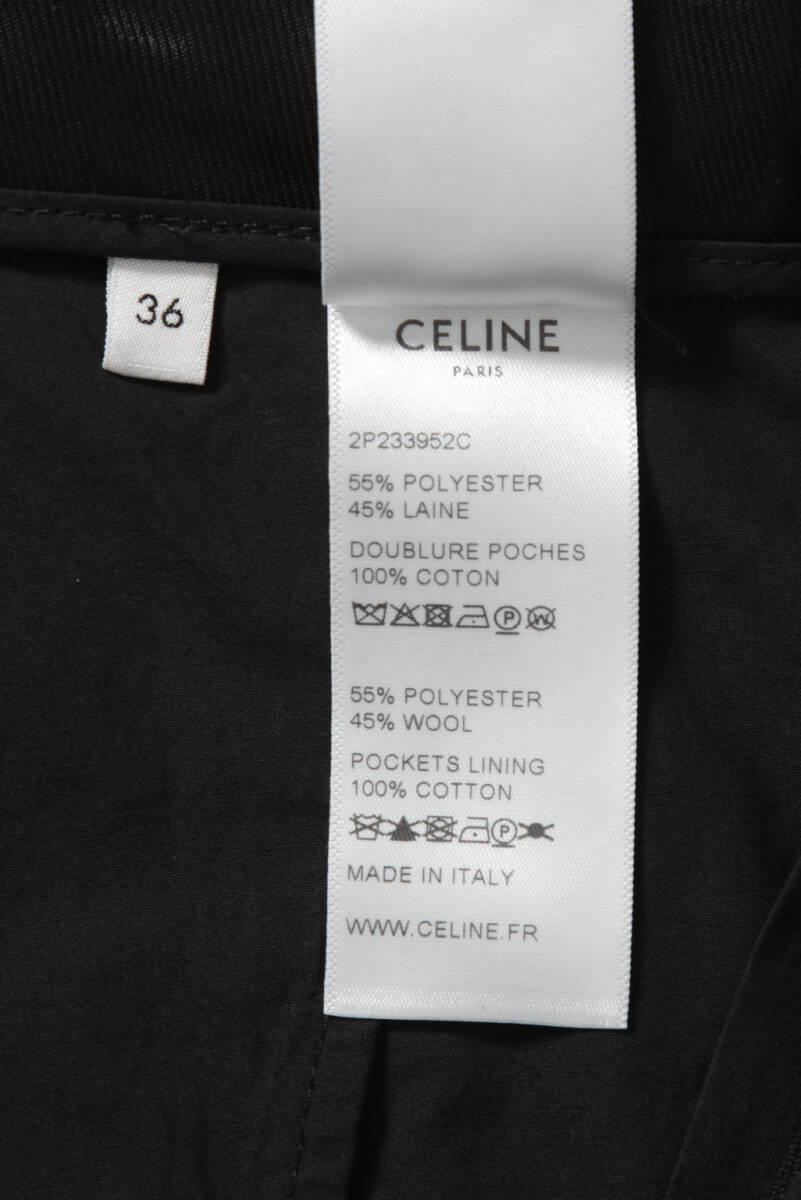 36
CELINE
PARIS
2P233952C
55% POLYESTER
45% LAINE
DOUBLURE POCHES
100% COTON
P W
55% POLYESTER
45% WOOL
POCKETS LINING
100% COTTON
P
MADE IN ITALY
WWW.CELINE.FR